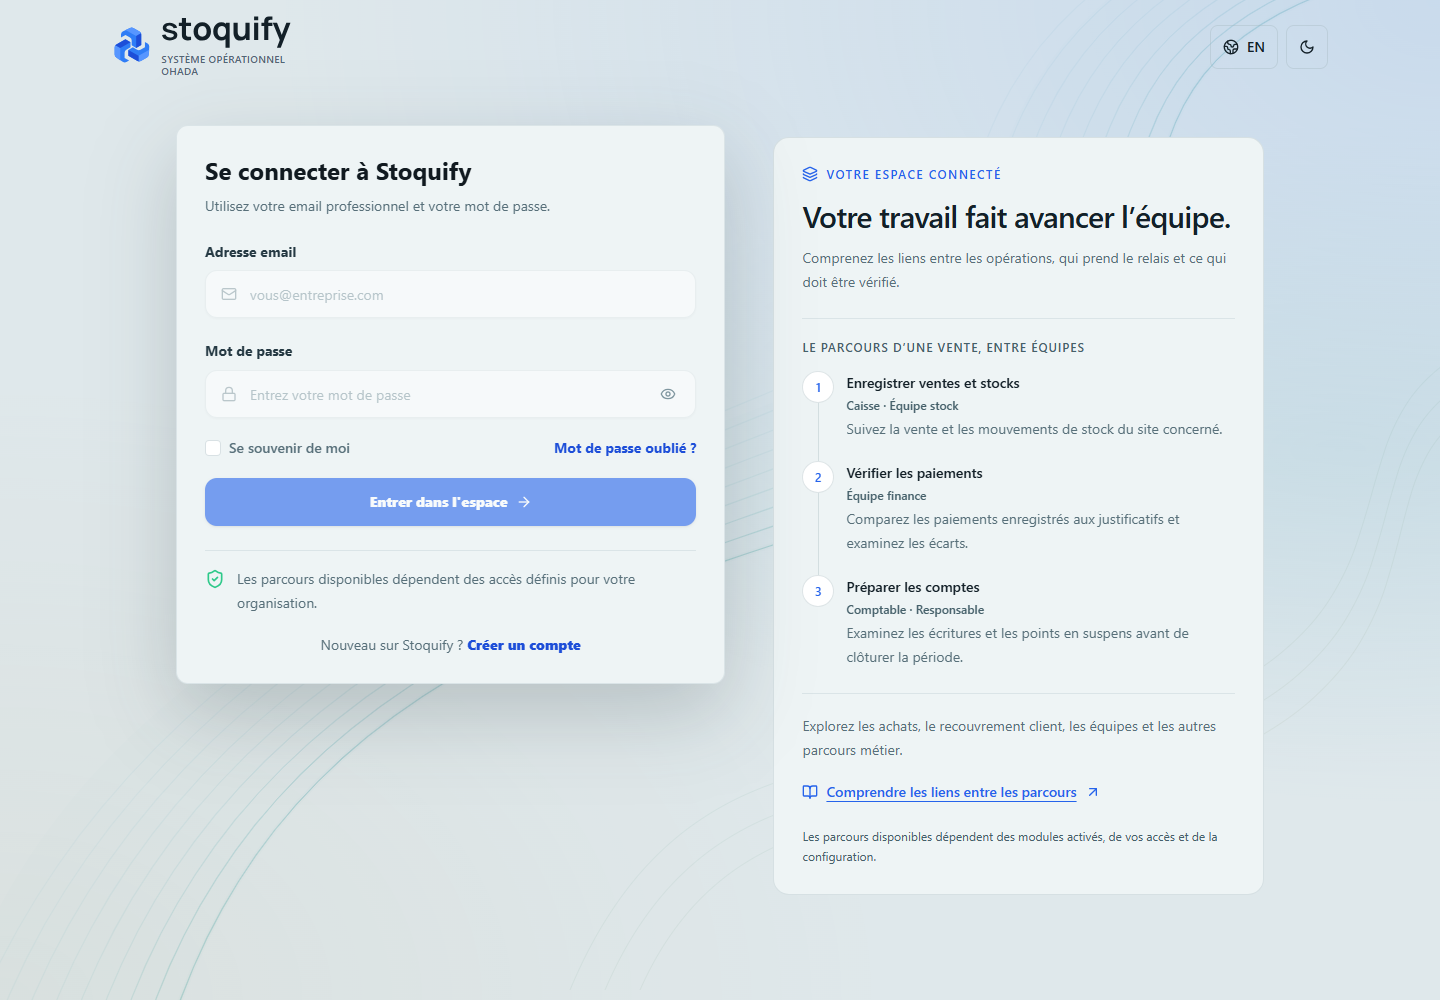 stoquify
SYSTÈME OPÉRATIONNEL
OHADA
EN
Se connecter à Stoquify
Utilisez votre email professionnel et votre mot de passe.
Adresse email
vous@entreprise.com
Mot de passe
Entrez votre mot de passe
Se souvenir de moi
Mot de passe oublié ?
Entrer dans l'espace
Les parcours disponibles dépendent des accès définis pour votre
organisation.
Nouveau sur Stoquify ? Créer un compte
VOTRE ESPACE CONNECTÉ
Votre travail fait avancer l’équipe.
Comprenez les liens entre les opérations, qui prend le relais et ce qui
doit être vérifié.
LE PARCOURS D’UNE VENTE, ENTRE ÉQUIPES
1
Enregistrer ventes et stocks
Caisse · Équipe stock
Suivez la vente et les mouvements de stock du site concerné.
2
Vérifier les paiements
Équipe finance
Comparez les paiements enregistrés aux justificatifs et
examinez les écarts.
3
Préparer les comptes
Comptable · Responsable
Examinez les écritures et les points en suspens avant de
clôturer la période.
Explorez les achats, le recouvrement client, les équipes et les autres
parcours métier.
Comprendre les liens entre les parcours
Les parcours disponibles dépendent des modules activés, de vos accès et de la
configuration.